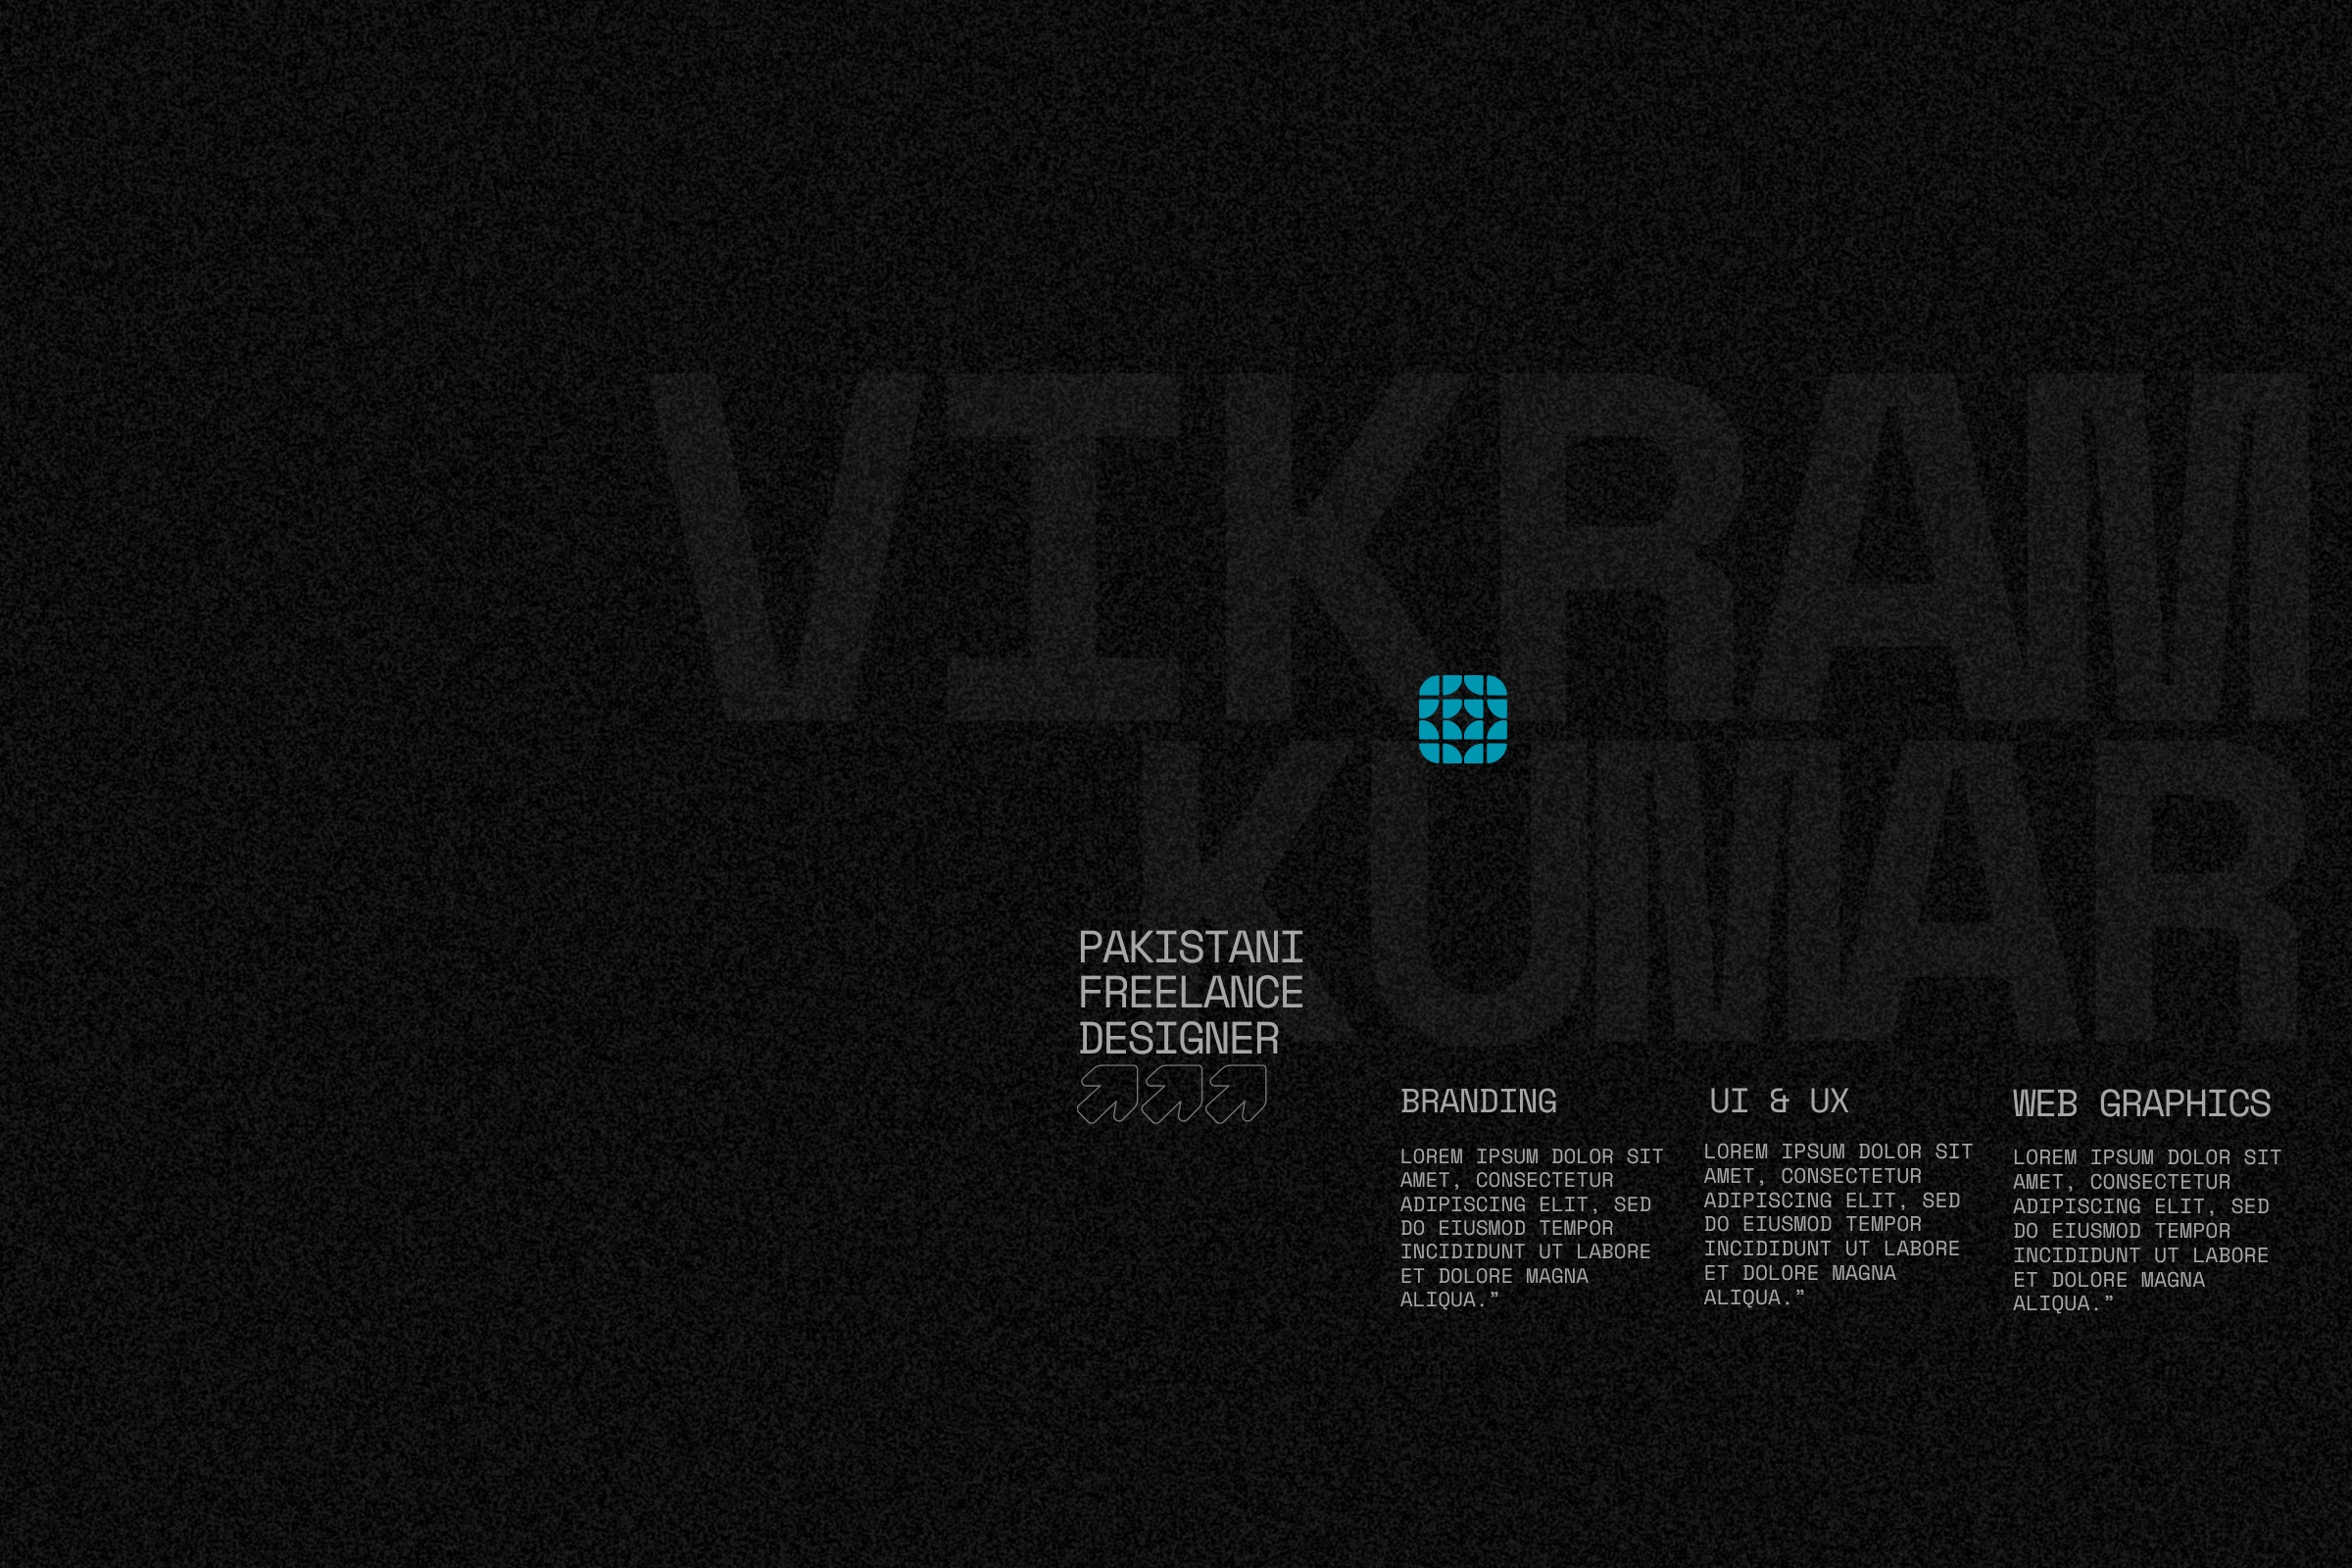 VIKRAM
KUMAR
PAKISTANI
FREELANCE
DESIGNER
BRANDING
LOREM IPSUM DOLOR SIT
AMET, CONSECTETUR
ADIPISCING ELIT, SED
DO EIUSMOD TEMPOR
INCIDIDUNT UT LABORE
ET DOLORE MAGNA
ALIQUA.”
UI & UX
LOREM IPSUM DOLOR SIT
AMET, CONSECTETUR
ADIPISCING ELIT, SED
DO EIUSMOD TEMPOR
INCIDIDUNT UT LABORE
ET DOLORE MAGNA
ALIQUA.”
WEB GRAPHICS
LOREM IPSUM DOLOR SIT
AMET, CONSECTETUR
ADIPISCING ELIT, SED
DO EIUSMOD TEMPOR
INCIDIDUNT UT LABORE
ET DOLORE MAGNA
ALIQUA.”